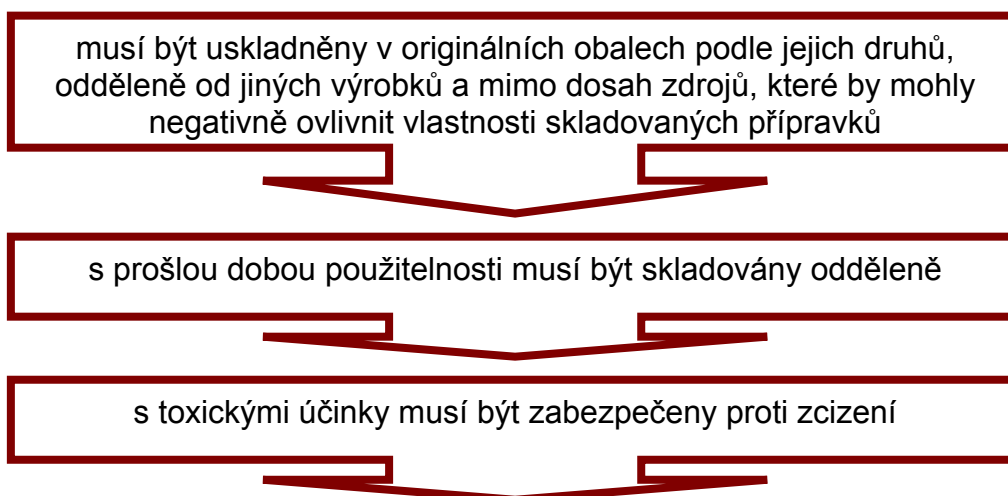 musí být uskladněny v originálních obalech podle jejich druhů,
odděleně od jiných výrobků a mimo dosah zdrojů, které by mohly
negativně ovlivnit vlastnosti skladovaných přípravků
s prošlou dobou použitelnosti musí být skladovány odděleně
s toxickými účinky musí být zabezpečeny proti zcizení